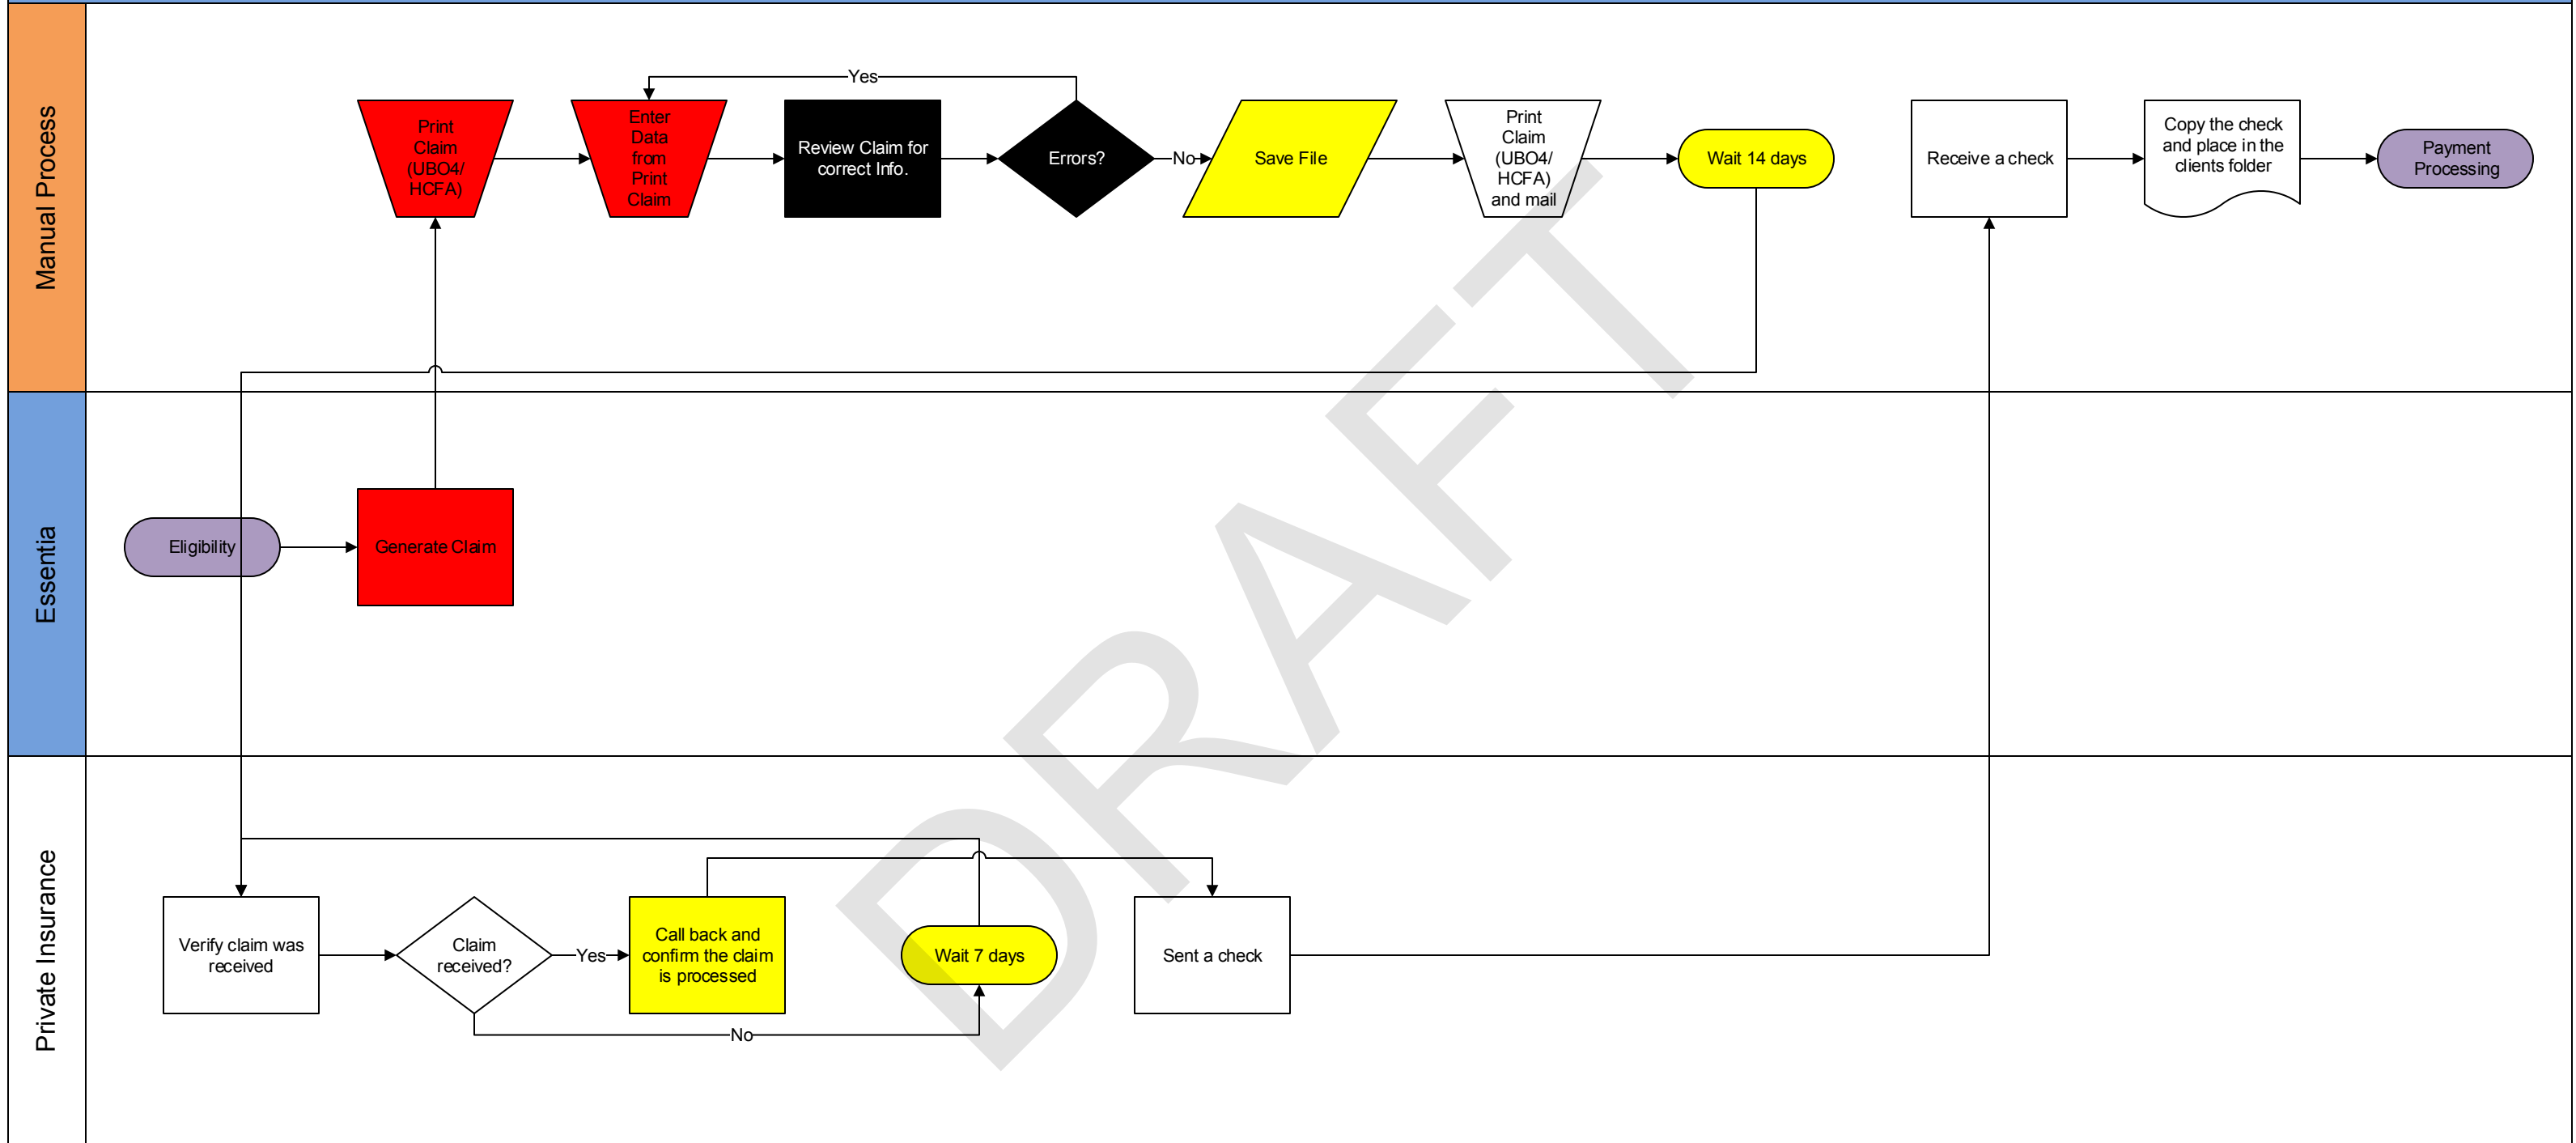 Manual Process
Yes
Print
Claim
(UBO4/
HCFA)
Enter
Data
from
Print
Claim
Review Claim for
correct Info.
Errors?
No
Save File
Print
Claim
(UBO4/
HCFA)
and mail
Wait 14 days
Receive a check
Copy the check
and place in the
clients folder
Payment
Processing
Essentia
Eligibility
Generate Claim
Private Insurance
Verify claim was
received
Claim
received?
Yes
Call back and
confirm the claim
is processed
Wait 7 days
Sent a check
No
DRAFT